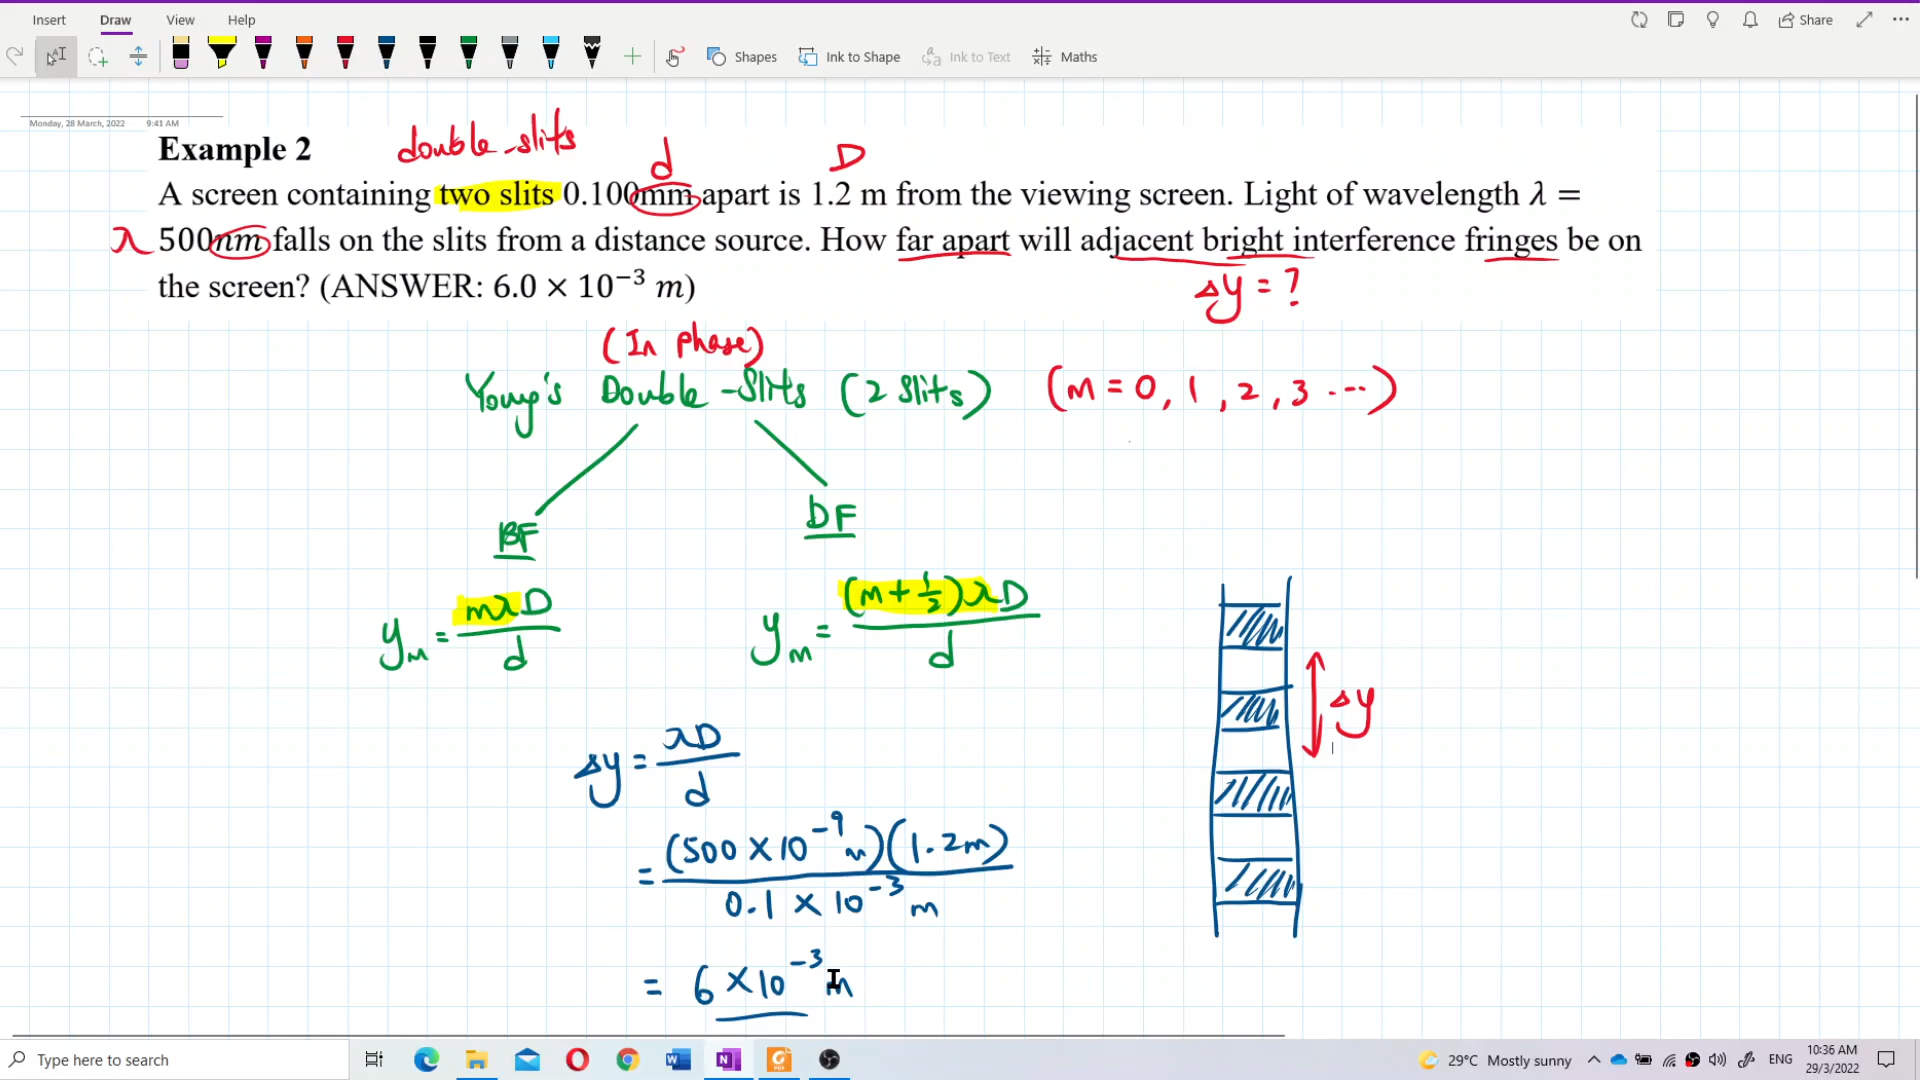 Insert Draw View Help
Share
Shapes Ink to Shape Ink to Text Maths
Monday, 28 March, 2022 9:41 AM
Example 2 double-slits d D
A screen containing two slits 0.100mm apart is 1.2 m from the viewing screen. Light of wavelength λ =
λ 500nm falls on the slits from a distance source. How far apart will adjacent bright interference fringes be on
the screen? (ANSWER: 6.0 × 10⁻³ m) Δy = ?
(In phase)
Young's Double-Slits (2 Slits) (m = 0, 1, 2, 3 ...)
BF DF
yₘ = mλD/d yₘ = (m+½)λD/d
Δy
Δy = λD/d
= (500 × 10⁻⁹ m)(1.2m)/0.1 × 10⁻³ m
= 6 × 10⁻³ m
Type here to search
29°C Mostly sunny ENG 10:36 AM
29/3/2022